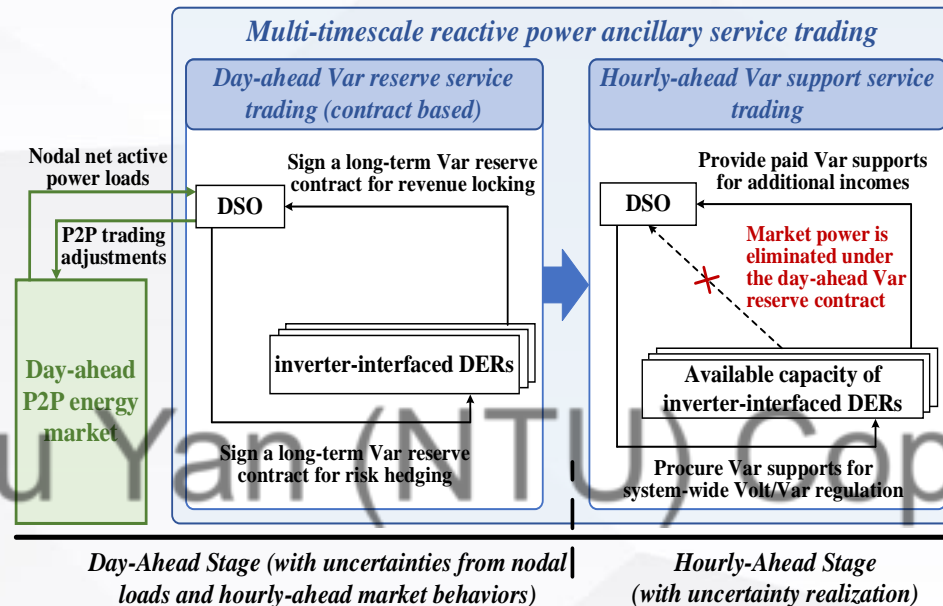 Multi-timescale reactive power ancillary service trading
Day-ahead Var reserve service
trading (contract based)
Hourly-ahead Var support service
trading
Nodal net active
power loads
Sign a long-term Var reserve
contract for revenue locking
DSO
P2P trading
adjustments
inverter-interfaced DERs
Day-ahead
P2P energy
market
Sign a long-term Var reserve
contract for risk hedging
Provide paid Var supports
for additional incomes
DSO
Market power is
eliminated under
the day-ahead Var
reserve contract
Available capacity of
inverter-interfaced DERs
Procure Var supports for
system-wide Volt/Var regulation
u Yan (NTU) Cop
Day-Ahead Stage (with uncertainties from nodal
loads and hourly-ahead market behaviors)
Hourly-Ahead Stage
(with uncertainty realization)